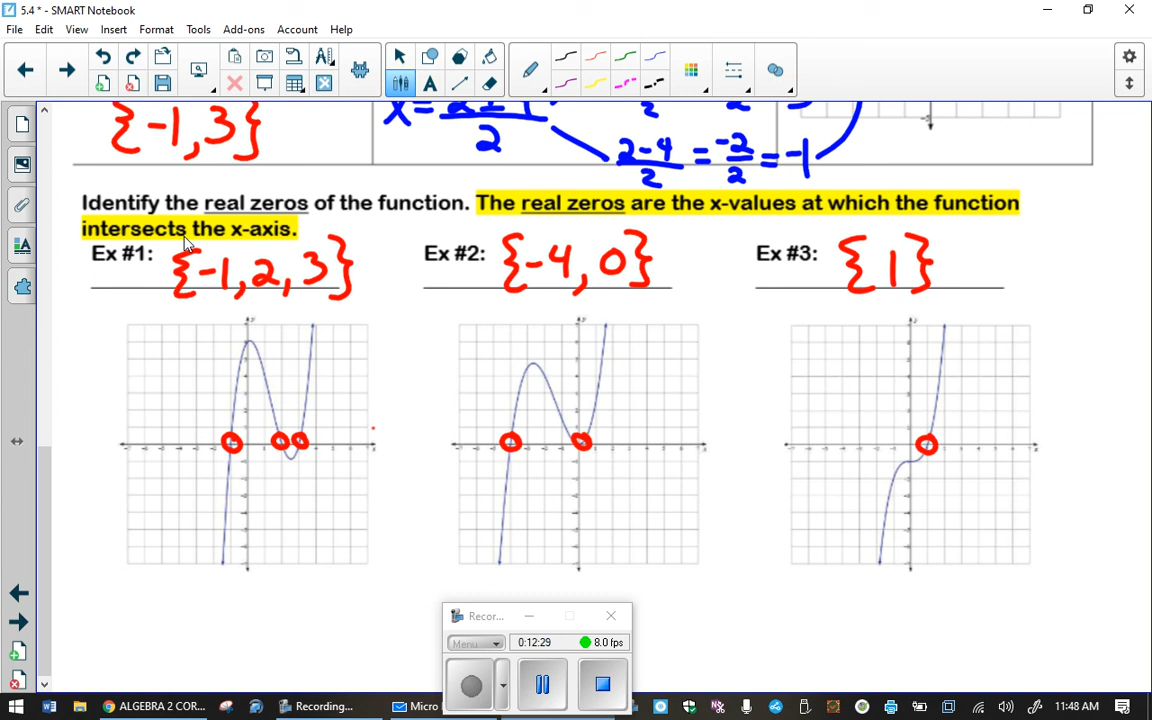 5.4 * - SMART Notebook
File Edit View Insert Format Tools Add-ons Account Help
{-1,3}
2
2-4/2 = -2/2 = -1
Identify the real zeros of the function. The real zeros are the x-values at which the function
intersects the x-axis.
Ex #1: {-1, 2, 3}
Ex #2: {-4, 0}
Ex #3: {1}
Recor...
Menu 0:12:29 8.0 fps
ALGEBRA 2 COR... Recording... Micro 11:48 AM